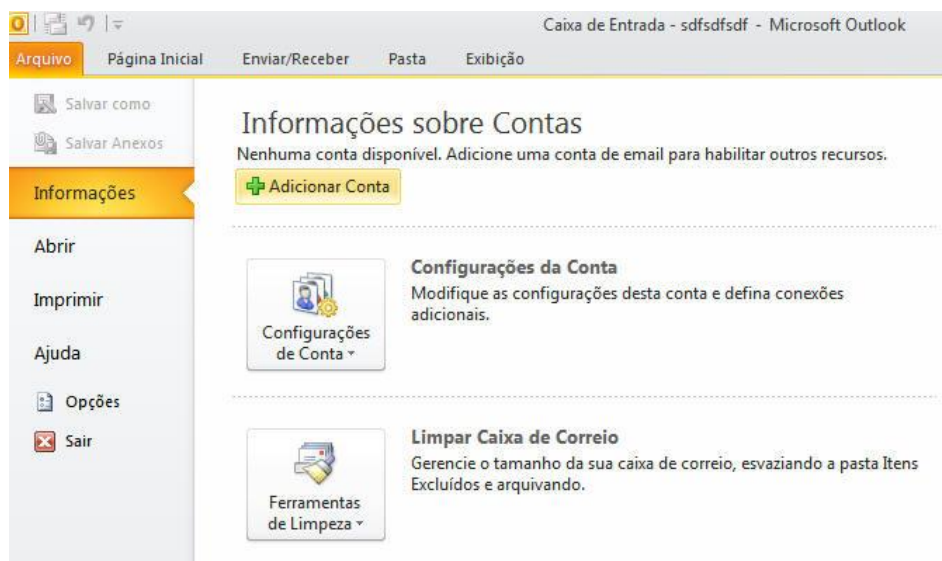 Caixa de Entrada - sdfsdfsdf - Microsoft Outlook
Arquivo Página Inicial Enviar/Receber Pasta Exibição
Salvar como
Salvar Anexos
Informações
Abrir
Imprimir
Ajuda
Opções
Sair
Informações sobre Contas
Nenhuma conta disponível. Adicione uma conta de email para habilitar outros recursos.
Adicionar Conta
Configurações
de Conta
Configurações da Conta
Modifique as configurações desta conta e defina conexões
adicionais.
Ferramentas
de Limpeza
Limpar Caixa de Correio
Gerencie o tamanho da sua caixa de correio, esvaziando a pasta Itens
Excluídos e arquivando.